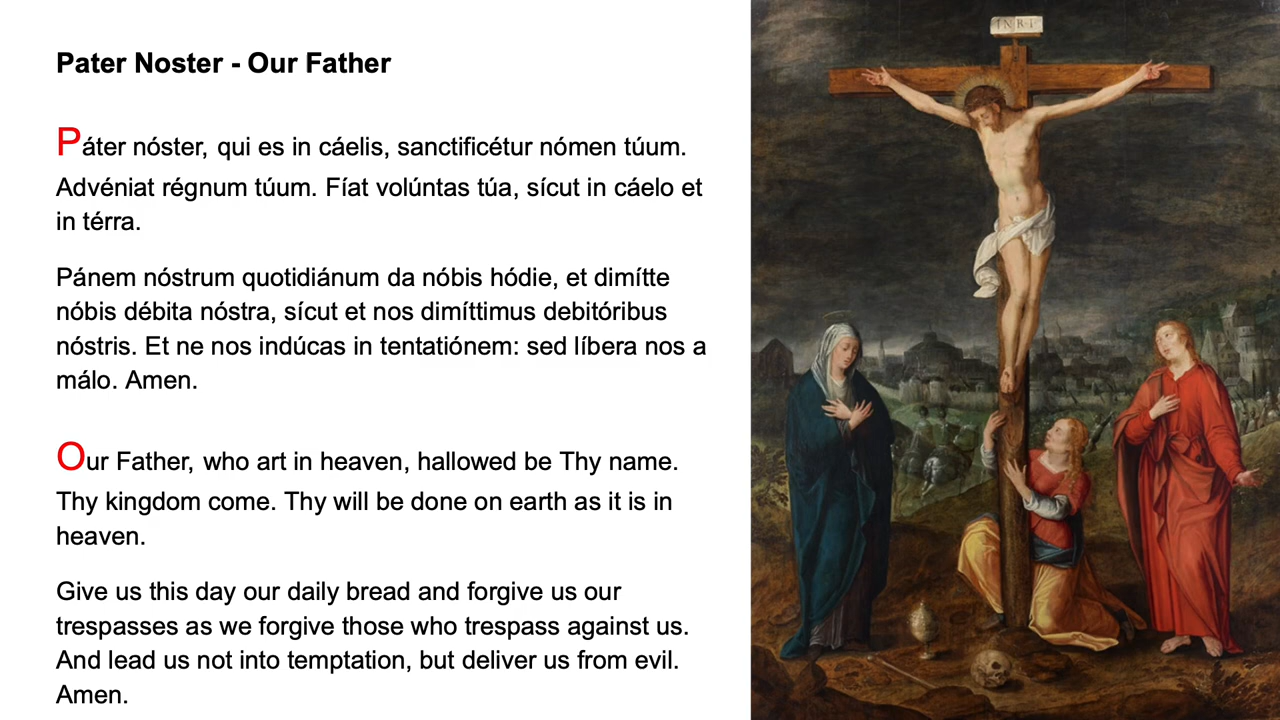 Pater Noster - Our Father
Páter nóster, qui es in cáelis, sanctificétur nómen túum.
Advéniat régnum túum. Fíat volúntas túa, sícut in cáelo et
in térra.
Pánem nóstrum quotidiánum da nóbis hódie, et dimítte
nóbis débita nóstra, sícut et nos dimíttimus debitóribus
nóstris. Et ne nos indúcas in tentatiónem: sed líbera nos a
málo. Amen.
Our Father, who art in heaven, hallowed be Thy name.
Thy kingdom come. Thy will be done on earth as it is in
heaven.
Give us this day our daily bread and forgive us our
trespasses as we forgive those who trespass against us.
And lead us not into temptation, but deliver us from evil.
Amen.
INRI